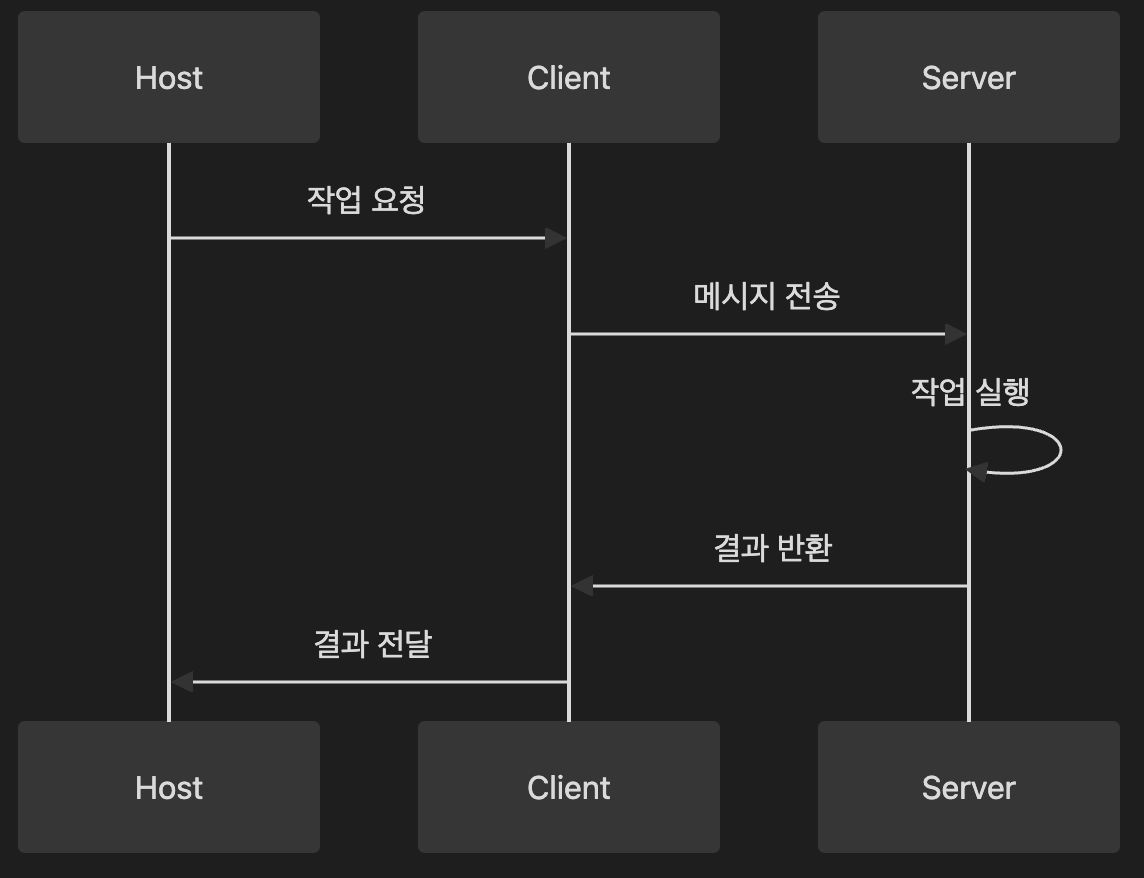 Host
Client
Server
작업 요청
메시지 전송
작업 실행
결과 반환
결과 전달
Host
Client
Server